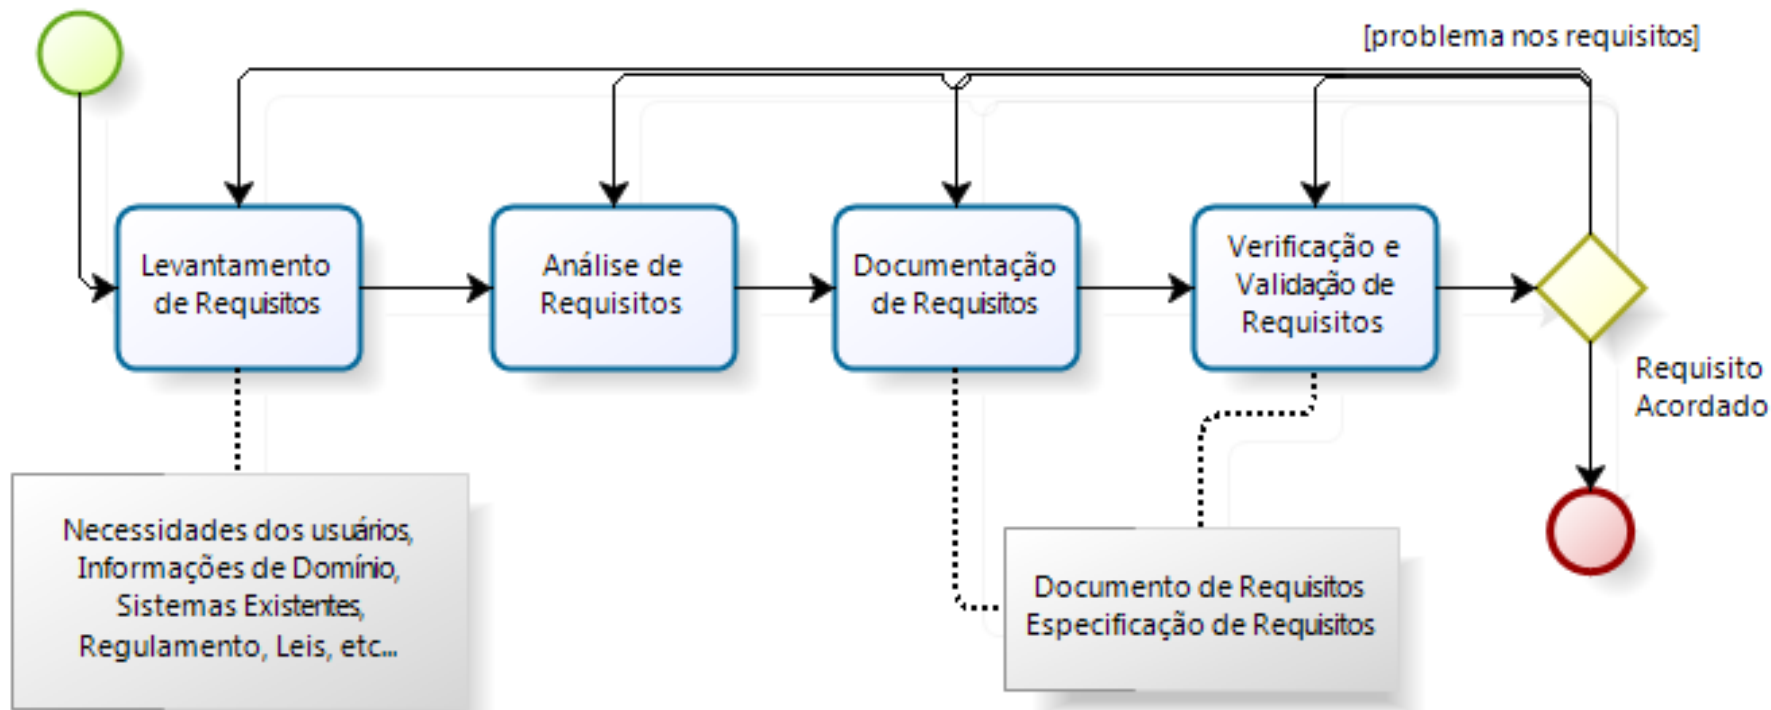 [problema nos requisitos]
Levantamento
de Requisitos
Análise de
Requisitos
Documentação
de Requisitos
Verificação e
Validação de
Requisitos
Requisito
Acordado
Necessidades dos usuários,
Informações de Domínio,
Sistemas Existentes,
Regulamento, Leis, etc...
Documento de Requisitos
Especificação de Requisitos